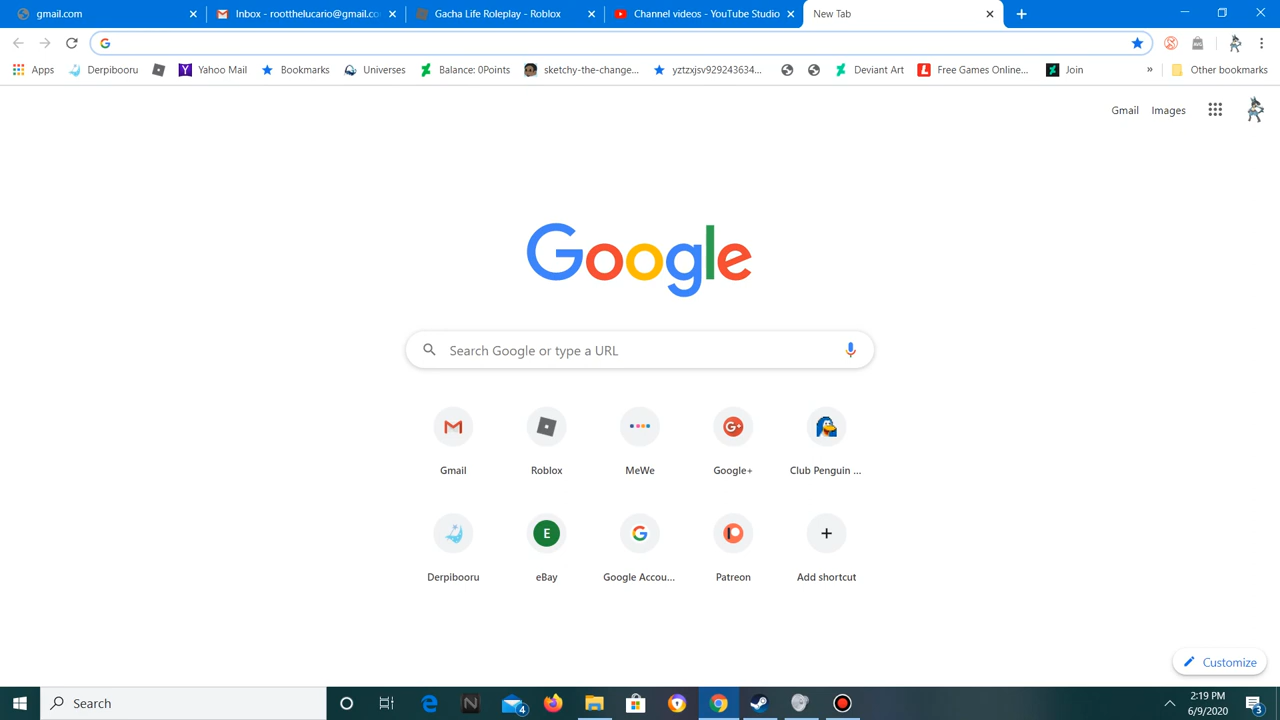 gmail.com
Inbox - rootthelucario@gmail.co
Gacha Life Roleplay - Roblox
Channel videos - YouTube Studio
New Tab
Apps
Derpibooru
Yahoo Mail
Bookmarks
Universes
Balance: 0Points
sketchy-the-change...
yztzxjsv929243634...
Deviant Art
Free Games Online...
Join
»
Other bookmarks
Gmail
Images
Google
Search Google or type a URL
Gmail
Roblox
MeWe
Google+
Club Penguin ...
E
Derpibooru
eBay
Google Accou...
Patreon
Add shortcut
Customize
Search
4
2:19 PM
6/9/2020
3